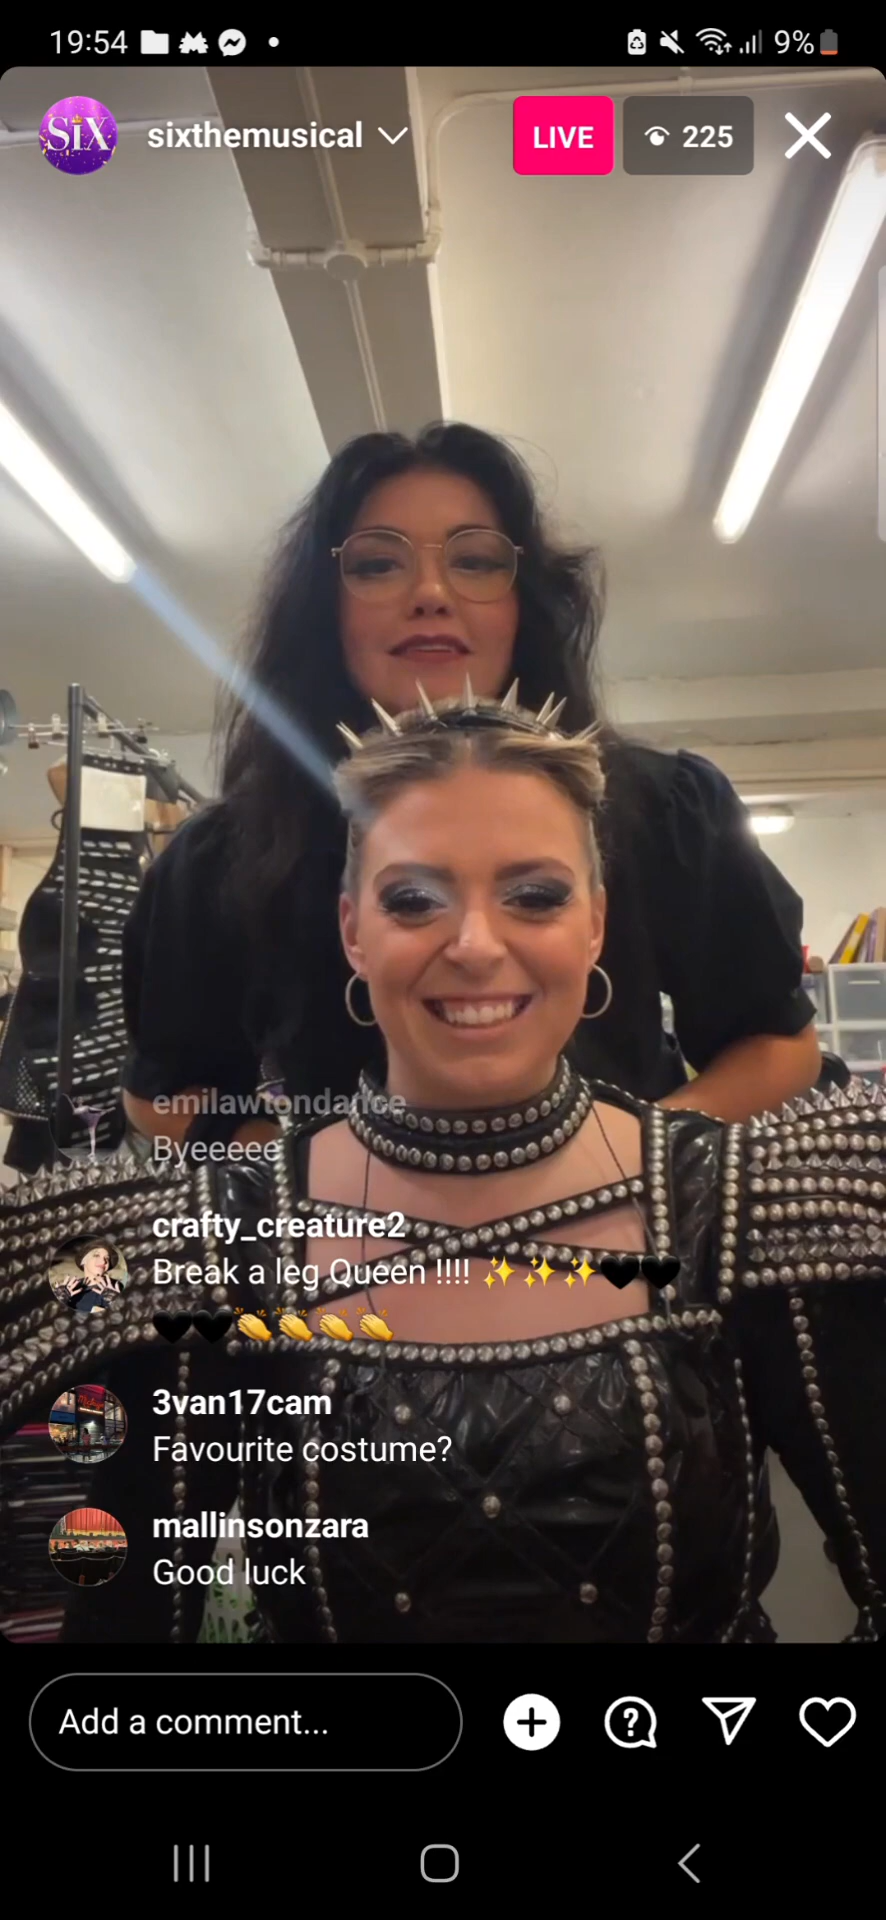 19:54
9%
SIX
sixthemusical
LIVE
225
emilawtondance
Byeeeee
crafty_creature2
Break a leg Queen !!!! ✨✨✨🖤🖤
🖤🖤👏👏👏👏
3van17cam
Favourite costume?
mallinsonzara
Good luck
Add a comment...